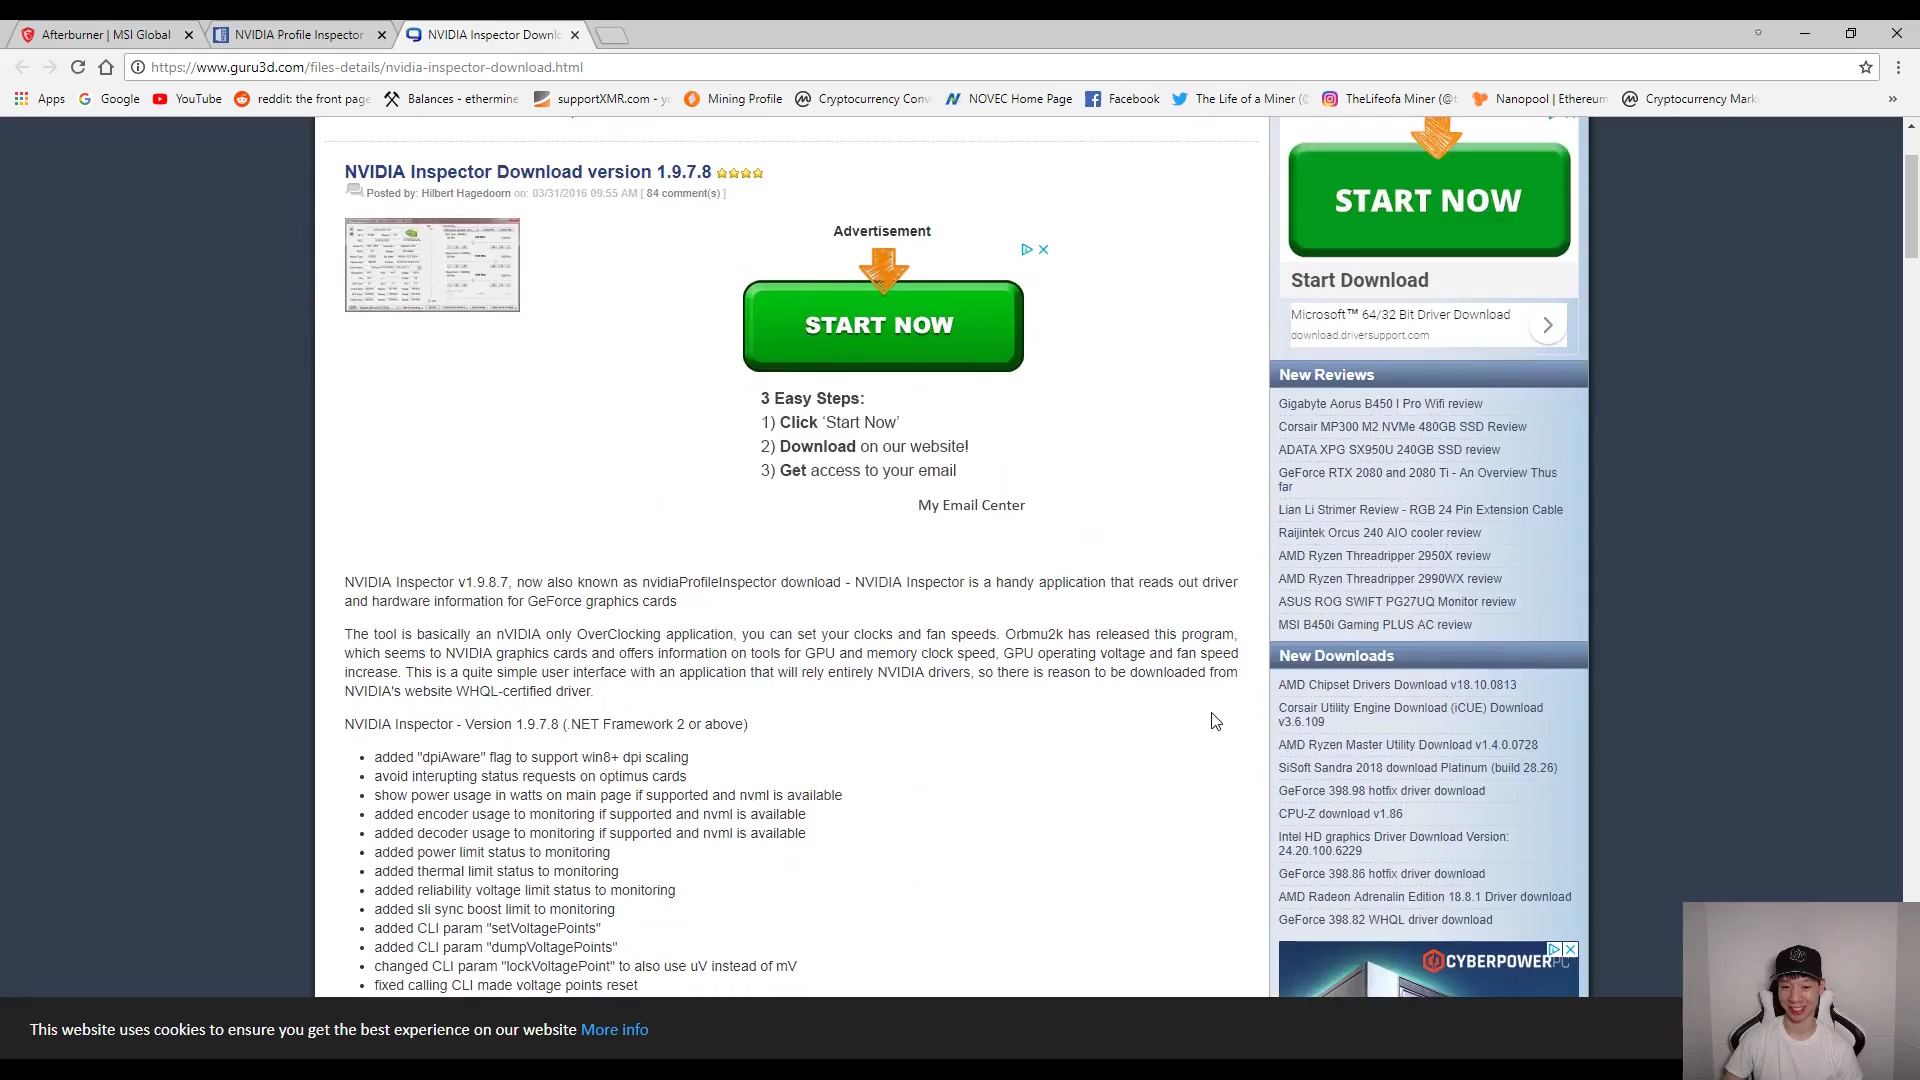 Afterburner | MSI Global
NVIDIA Profile Inspector
NVIDIA Inspector Downl
https://www.guru3d.com/files-details/nvidia-inspector-download.html
Apps
Google
YouTube
reddit: the front page
Balances - ethermine
supportXMR.com - yo
Mining Profile
Cryptocurrency Conv
NOVEC Home Page
Facebook
The Life of a Miner (@
TheLifeofa Miner (@t
Nanopool | Ethereum
Cryptocurrency Mark
NVIDIA Inspector Download version 1.9.7.8
Posted by: Hilbert Hagedoorn on: 03/31/2016 09:55 AM [ 84 comment(s) ]
Advertisement
START NOW
3 Easy Steps:
1) Click ‘Start Now’
2) Download on our website!
3) Get access to your email
My Email Center
NVIDIA Inspector v1.9.8.7, now also known as nvidiaProfileInspector download - NVIDIA Inspector is a handy application that reads out driver
and hardware information for GeForce graphics cards
The tool is basically an nVIDIA only OverClocking application, you can set your clocks and fan speeds. Orbmu2k has released this program,
which seems to NVIDIA graphics cards and offers information on tools for GPU and memory clock speed, GPU operating voltage and fan speed
increase. This is a quite simple user interface with an application that will rely entirely NVIDIA drivers, so there is reason to be downloaded from
NVIDIA's website WHQL-certified driver.
NVIDIA Inspector - Version 1.9.7.8 (.NET Framework 2 or above)
• added "dpiAware" flag to support win8+ dpi scaling
• avoid interupting status requests on optimus cards
• show power usage in watts on main page if supported and nvml is available
• added encoder usage to monitoring if supported and nvml is available
• added decoder usage to monitoring if supported and nvml is available
• added power limit status to monitoring
• added thermal limit status to monitoring
• added reliability voltage limit status to monitoring
• added sli sync boost limit to monitoring
• added CLI param "setVoltagePoints"
• added CLI param "dumpVoltagePoints"
• changed CLI param "lockVoltagePoint" to also use uV instead of mV
• fixed calling CLI made voltage points reset
START NOW
Start Download
Microsoft™ 64/32 Bit Driver Download
download.driversupport.com
New Reviews
Gigabyte Aorus B450 I Pro Wifi review
Corsair MP300 M2 NVMe 480GB SSD Review
ADATA XPG SX950U 240GB SSD review
GeForce RTX 2080 and 2080 Ti - An Overview Thus
far
Lian Li Strimer Review - RGB 24 Pin Extension Cable
Raijintek Orcus 240 AIO cooler review
AMD Ryzen Threadripper 2950X review
AMD Ryzen Threadripper 2990WX review
ASUS ROG SWIFT PG27UQ Monitor review
MSI B450i Gaming PLUS AC review
New Downloads
AMD Chipset Drivers Download v18.10.0813
Corsair Utility Engine Download (iCUE) Download
v3.6.109
AMD Ryzen Master Utility Download v1.4.0.0728
SiSoft Sandra 2018 download Platinum (build 28.26)
GeForce 398.98 hotfix driver download
CPU-Z download v1.86
Intel HD graphics Driver Download Version:
24.20.100.6229
GeForce 398.86 hotfix driver download
AMD Radeon Adrenalin Edition 18.8.1 Driver download
GeForce 398.82 WHQL driver download
CYBERPOWERPC
This website uses cookies to ensure you get the best experience on our website More info